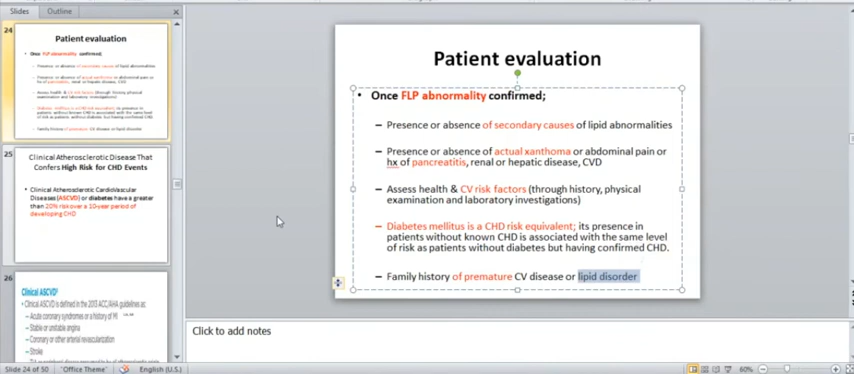 Slides
Outline
24
Patient evaluation
• Once FLP abnormality confirmed;
– Presence or absence of secondary causes of lipid abnormalities
– Presence or absence of actual xanthoma or abdominal pain or
hx of pancreatitis, renal or hepatic disease, CVD
– Assess health & CV risk factors (through history, physical
examination and laboratory investigations)
– Diabetes mellitus is a CHD risk equivalent; its presence in
patients without known CHD is associated with the same level
of risk as patients without diabetes but having confirmed CHD.
– Family history of premature CV disease or lipid disorder
25
Clinical Atherosclerotic Disease That
Confers High Risk for CHD Events
• Clinical Atherosclerotic CardioVascular
Diseases (ASCVD) or diabetes have a greater
than 20% risk over a 10-year period of
developing CHD
26
Clinical ASCVD
• Clinical ASCVD is defined in the 2013 ACC/AHA guidelines as:
– Acute coronary syndromes or a history of MI
– Stable or unstable angina
– Coronary or other arterial revascularization
– Stroke
Patient evaluation
• Once FLP abnormality confirmed;
– Presence or absence of secondary causes of lipid abnormalities
– Presence or absence of actual xanthoma or abdominal pain or
hx of pancreatitis, renal or hepatic disease, CVD
– Assess health & CV risk factors (through history, physical
examination and laboratory investigations)
– Diabetes mellitus is a CHD risk equivalent; its presence in
patients without known CHD is associated with the same level
of risk as patients without diabetes but having confirmed CHD.
– Family history of premature CV disease or lipid disorder
Click to add notes
Slide 24 of 50
"Office Theme"
English (U.S.)
60%